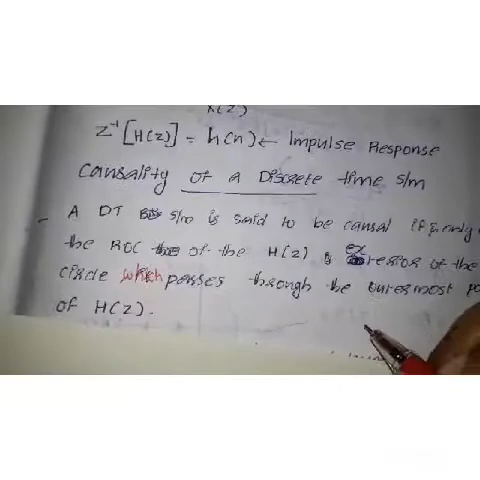 X(Z)
Z⁻¹[H(Z)] = h(n) ← Impulse Response
Causality of a Discrete time s/m
- A DT s/m is said to be causal if & only
the ROC of the H(Z) is exterior of the
circle which passes through the outermost po
of H(Z).